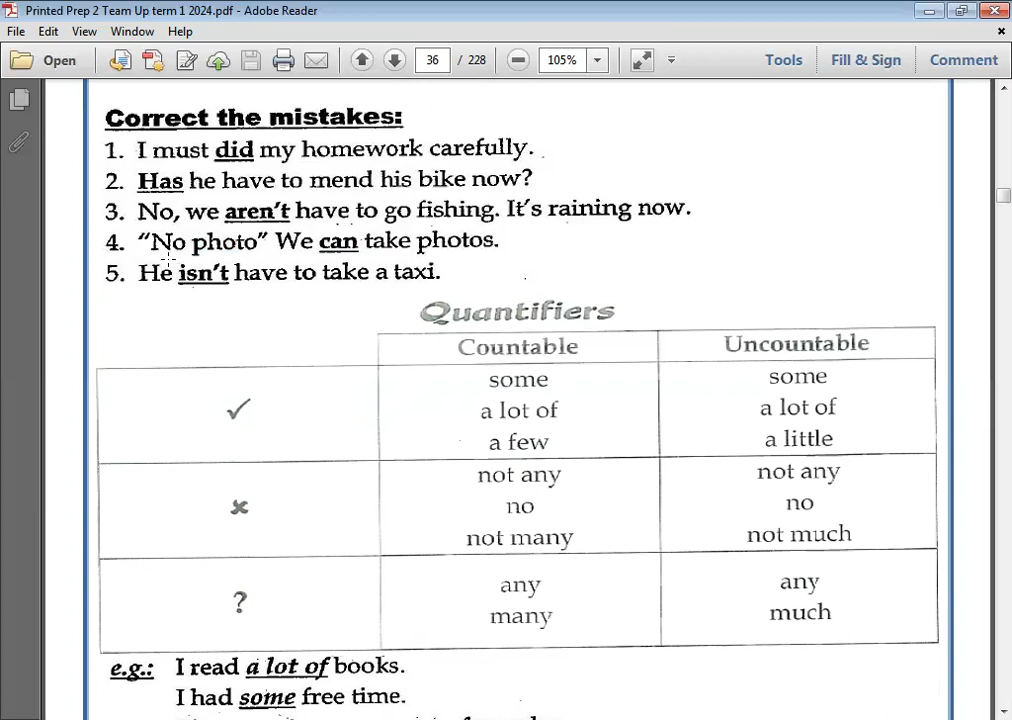 Printed Prep 2 Team Up term 1 2024.pdf - Adobe Reader
File Edit View Window Help
Open 36 / 228 105% Tools Fill & Sign Comment
Correct the mistakes:
1. I must did my homework carefully.
2. Has he have to mend his bike now?
3. No, we aren't have to go fishing. It's raining now.
4. "No photo" We can take photos.
5. He isn't have to take a taxi.
Quantifiers
Countable Uncountable
✓ some some
a lot of a lot of
a few a little
× not any not any
no no
not many not much
? any any
many much
e.g.: I read a lot of books.
I had some free time.